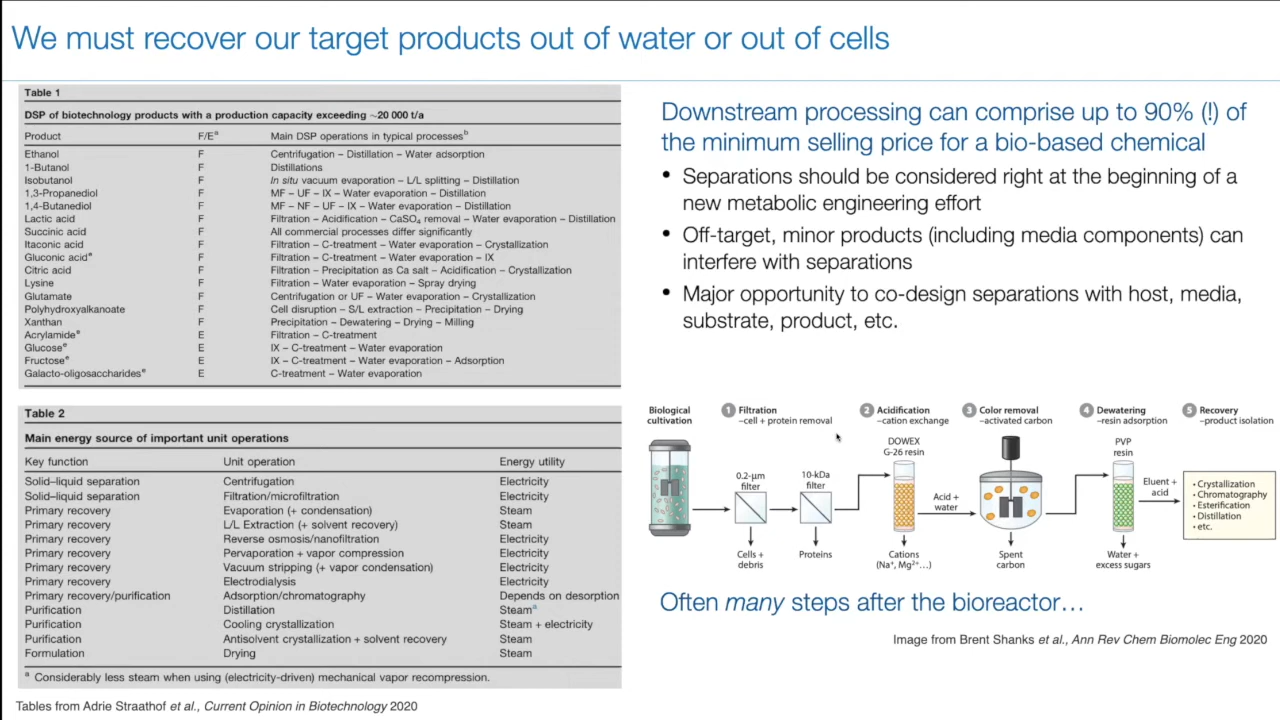 We must recover our target products out of water or out of cells
Table 1
DSP of biotechnology products with a production capacity exceeding ~20 000 t/a
Product F/Eᵃ Main DSP operations in typical processesᵇ
Ethanol F Centrifugation – Distillation – Water adsorption
1-Butanol F Distillations
Isobutanol F In situ vacuum evaporation – L/L splitting – Distillation
1,3-Propanediol F MF – UF – IX – Water evaporation – Distillation
1,4-Butanediol F MF – NF – UF – IX – Water evaporation – Distillation
Lactic acid F Filtration – Acidification – CaSO₄ removal – Water evaporation – Distillation
Succinic acid F All commercial processes differ significantly
Itaconic acid F Filtration – C-treatment – Water evaporation – Crystallization
Gluconic acidᵉ F Filtration – C-treatment – Water evaporation – IX
Citric acid F Filtration – Precipitation as Ca salt – Acidification – Crystallization
Lysine F Filtration – Water evaporation – Spray drying
Glutamate F Centrifugation or UF – Water evaporation – Crystallization
Polyhydroxyalkanoate F Cell disruption – S/L extraction – Precipitation – Drying
Xanthan F Precipitation – Dewatering – Drying – Milling
Acrylamideᵉ E Filtration – C-treatment
Glucoseᵉ E IX – C-treatment – Water evaporation
Fructoseᵉ E IX – C-treatment – Water evaporation – Adsorption
Galacto-oligosaccharidesᵉ E C-treatment – Water evaporation
Table 2
Main energy source of important unit operations
Key function Unit operation Energy utility
Solid–liquid separation Centrifugation Electricity
Solid–liquid separation Filtration/microfiltration Electricity
Primary recovery Evaporation (+ condensation) Steam
Primary recovery L/L Extraction (+ solvent recovery) Steam
Primary recovery Reverse osmosis/nanofiltration Electricity
Primary recovery Pervaporation + vapor compression Electricity
Primary recovery Vacuum stripping (+ vapor condensation) Electricity
Primary recovery Electrodialysis Electricity
Primary recovery/purification Adsorption/chromatography Depends on desorption
Purification Distillation Steamᵃ
Purification Cooling crystallization Steam + electricity
Purification Antisolvent crystallization + solvent recovery Steam
Formulation Drying Steam
ᵃ Considerably less steam when using (electricity-driven) mechanical vapor recompression.
Tables from Adrie Straathof et al., Current Opinion in Biotechnology 2020
Downstream processing can comprise up to 90% (!) of
the minimum selling price for a bio-based chemical
• Separations should be considered right at the beginning of a
new metabolic engineering effort
• Off-target, minor products (including media components) can
interfere with separations
• Major opportunity to co-design separations with host, media,
substrate, product, etc.
Biological
cultivation
1 Filtration
–cell + protein removal
2 Acidification
–cation exchange
3 Color removal
–activated carbon
4 Dewatering
–resin adsorption
5 Recovery
–product isolation
0.2-μm
filter
10-kDa
filter
DOWEX
G-26 resin
Acid +
water
PVP
resin
Eluent +
acid
• Crystallization
• Chromatography
• Esterification
• Distillation
• etc.
Cells +
debris
Proteins
Cations
(Na⁺, Mg²⁺…)
Spent
carbon
Water +
excess sugars
Often many steps after the bioreactor…
Image from Brent Shanks et al., Ann Rev Chem Biomolec Eng 2020